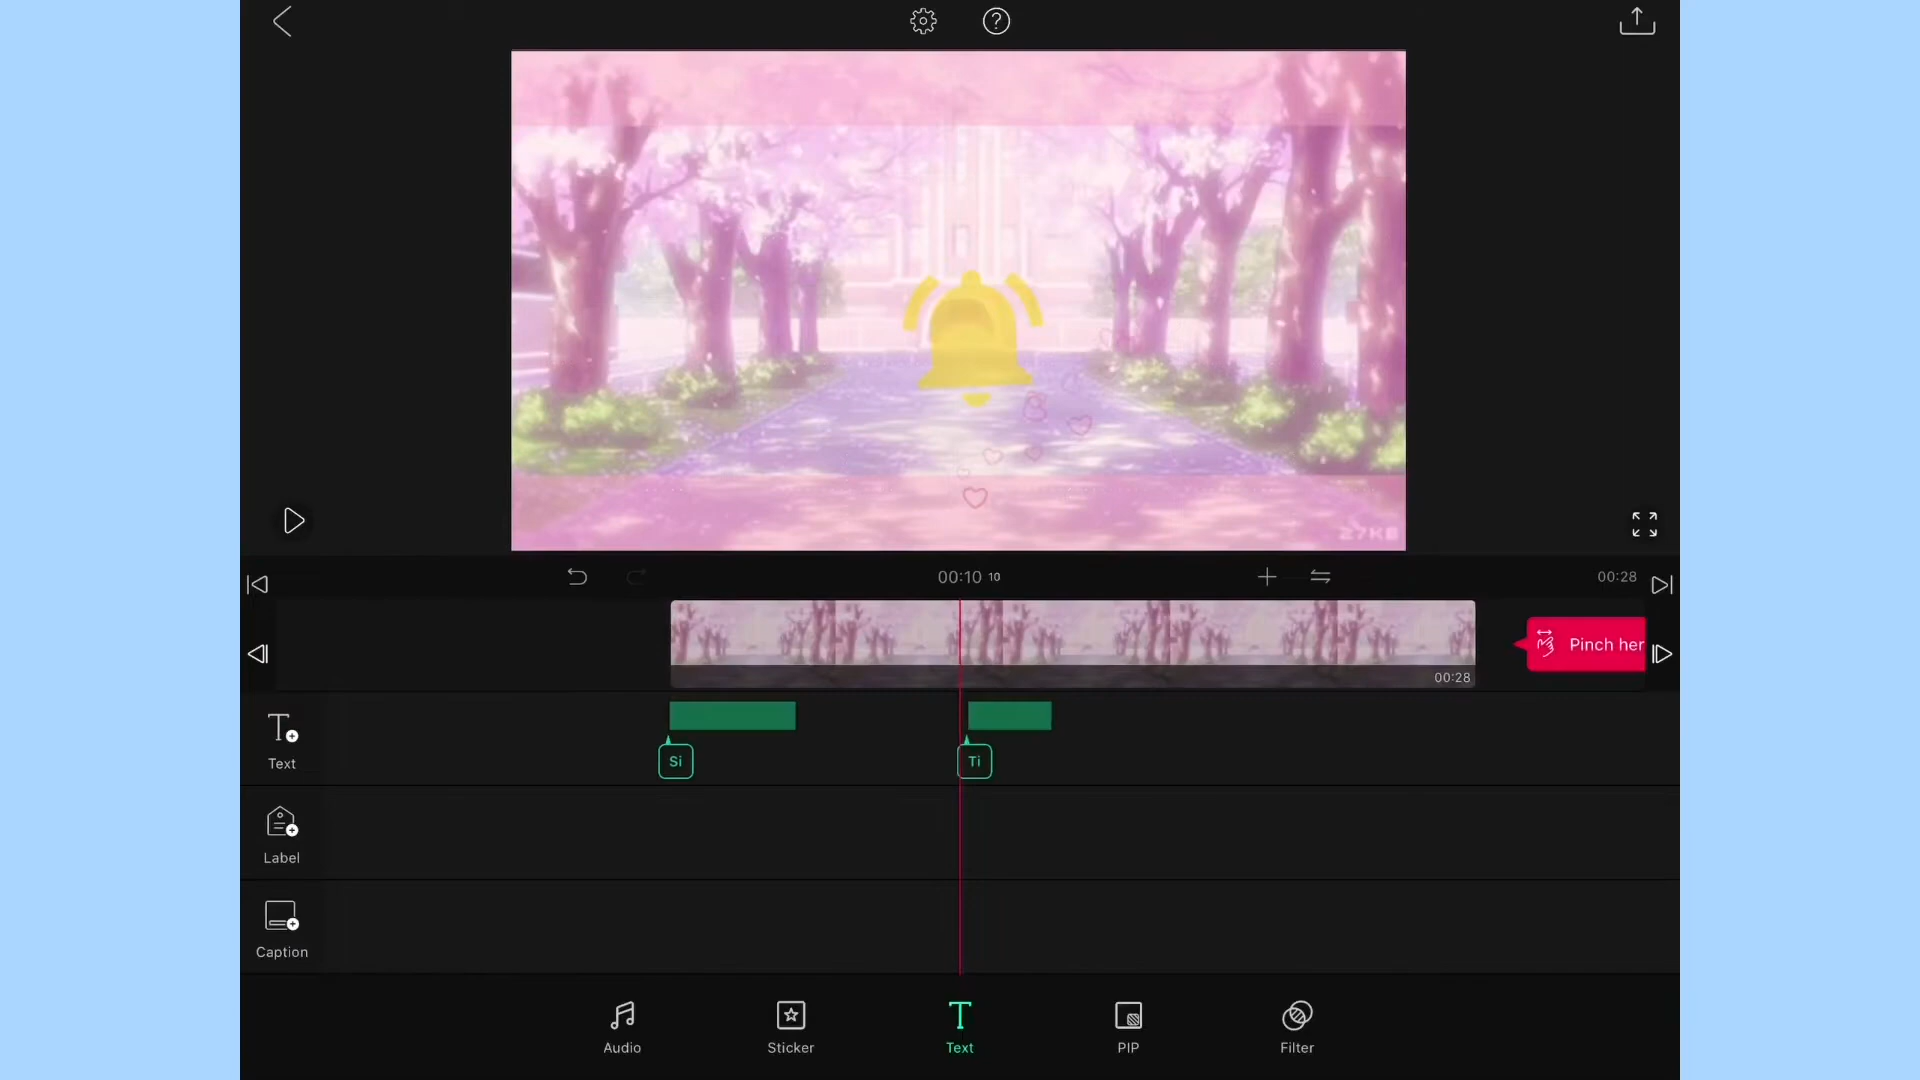 27KB
00:10 10
00:28
00:28
Pinch her
Text
Si
Ti
Label
Caption
Audio
Sticker
Text
PIP
Filter